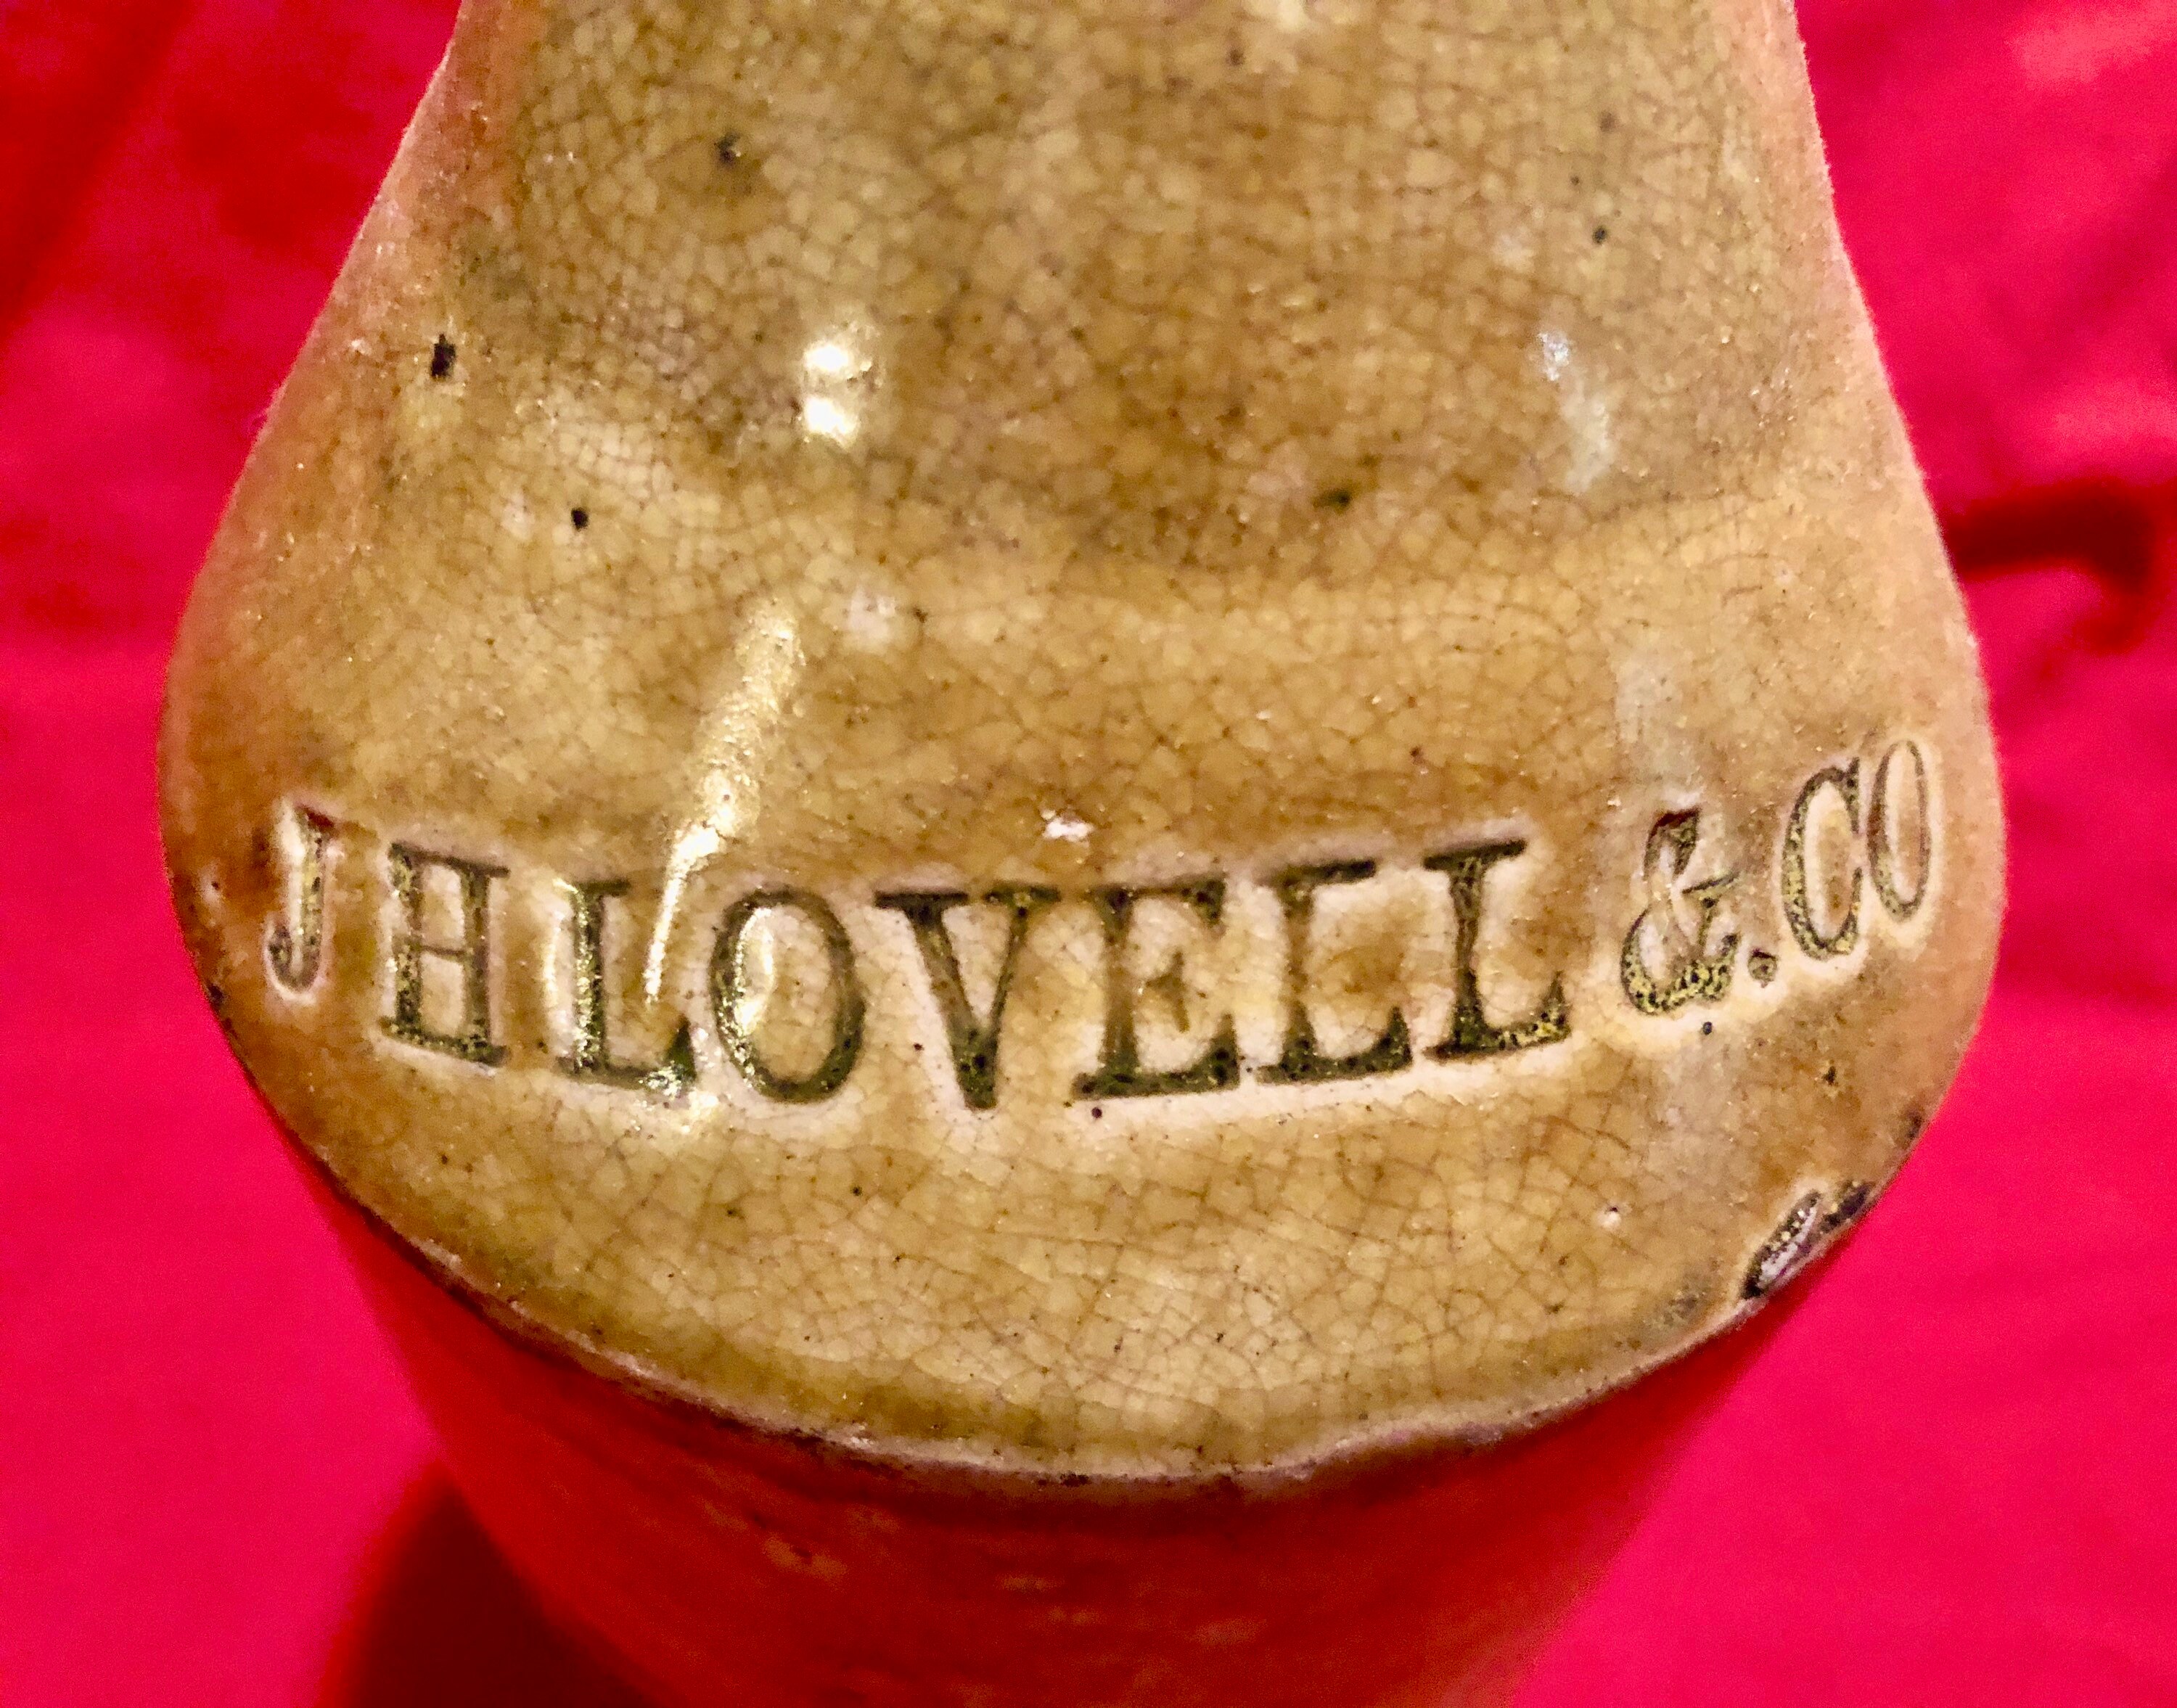 J H LOVELL &. CO